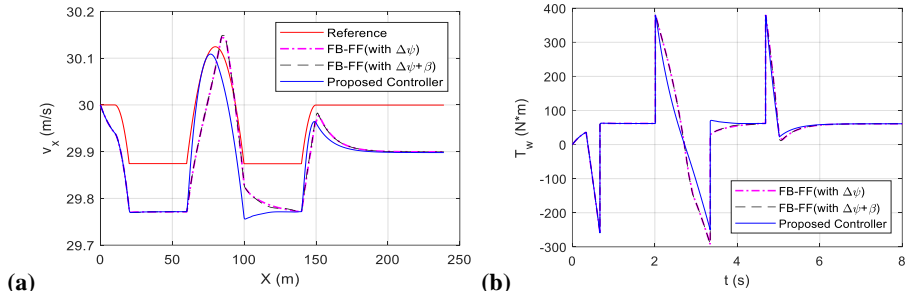 30.2
30.1
30
29.9
29.8
29.7
v_x (m/s)
0
50
100
150
200
250
X (m)
Reference
FB-FF(with Δψ)
FB-FF(with Δψ+β)
Proposed Controller
(a)
400
300
200
100
0
-100
-200
-300
T_w (N*m)
0
2
4
6
8
t (s)
FB-FF(with Δψ)
FB-FF(with Δψ+β)
Proposed Controller
(b)